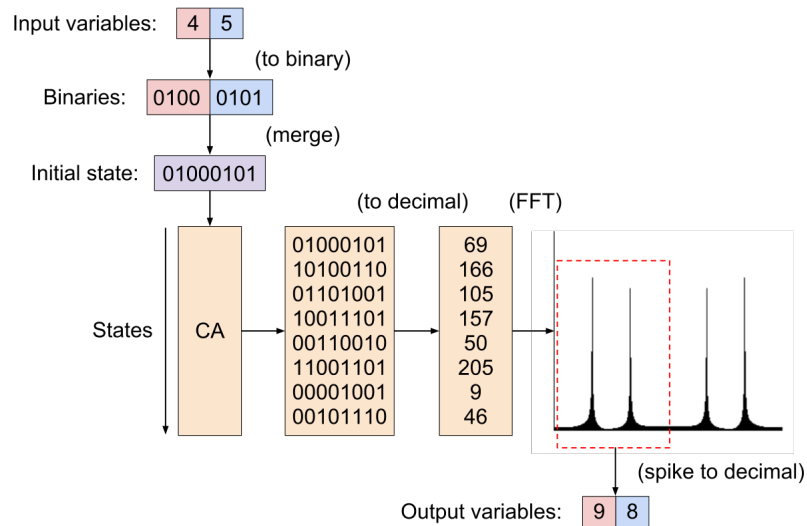 Input variables: 4 5
(to binary)
Binaries: 0100 0101
(merge)
Initial state: 01000101
(to decimal) (FFT)
States
CA
01000101
10100110
01101001
10011101
00110010
11001101
00001001
00101110
69
166
105
157
50
205
9
46
(spike to decimal)
Output variables: 9 8